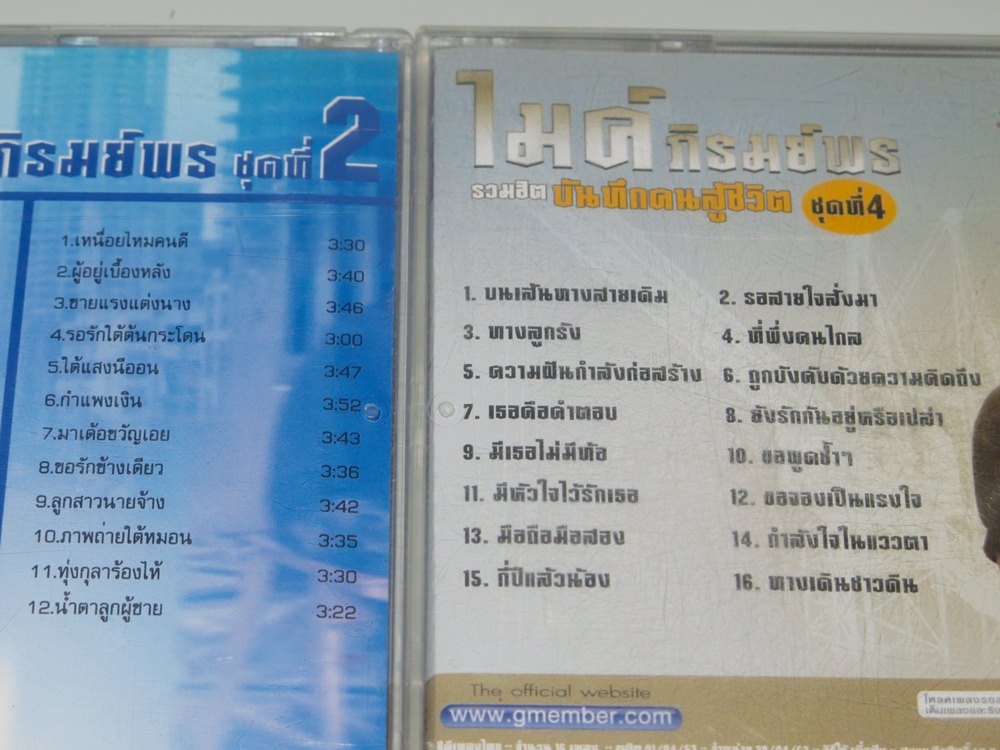 ภิรมย์พร ชุดที่ 2
1.เหนื่อยไหมคนดี 3:30
2.ผู้อยู่เบื้องหลัง 3:40
3.ชายแรงแต่งนาง 3:46
4.รอรักใต้ต้นกระโดน 3:00
5.ใต้แสงนีออน 3:47
6.กำแพงเงิน 3:52
7.มาเด้อขวัญเอย 3:43
8.ขอรักข้างเดียว 3:36
9.ลูกสาวนายจ้าง 3:42
10.ภาพถ่ายใต้หมอน 3:35
11.ทุ่งกุลาร้องไห้ 3:30
12.น้ำตาลูกผู้ชาย 3:22
ไมค์ ภิรมย์พร
รวมฮิต บันทึกคนสู้ชีวิต ชุดที่ 4
1. บนเส้นทางสายเดิม 2. รอสายใจสั่งมา
3. ทางลูกรัง 4. ที่พึ่งคนไกล
5. ความฝันกำลังก่อสร้าง 6. ถูกบังคับด้วยความคิดถึง
7. เธอคือคำตอบ 8. ยังรักกันอยู่หรือเปล่า
9. มีเธอไม่มีท้อ 10. ขอพูดซ้ำๆ
11. มีหัวใจไว้รักเธอ 12. ขอจองเป็นแรงใจ
13. มือถือมือสอง 14. กำลังใจในแววตา
15. กี่ปีแล้วน้อง 16. ทางเดินชาวดิน
The official website
www.gmember.com
โหลดเพลงรอสาย